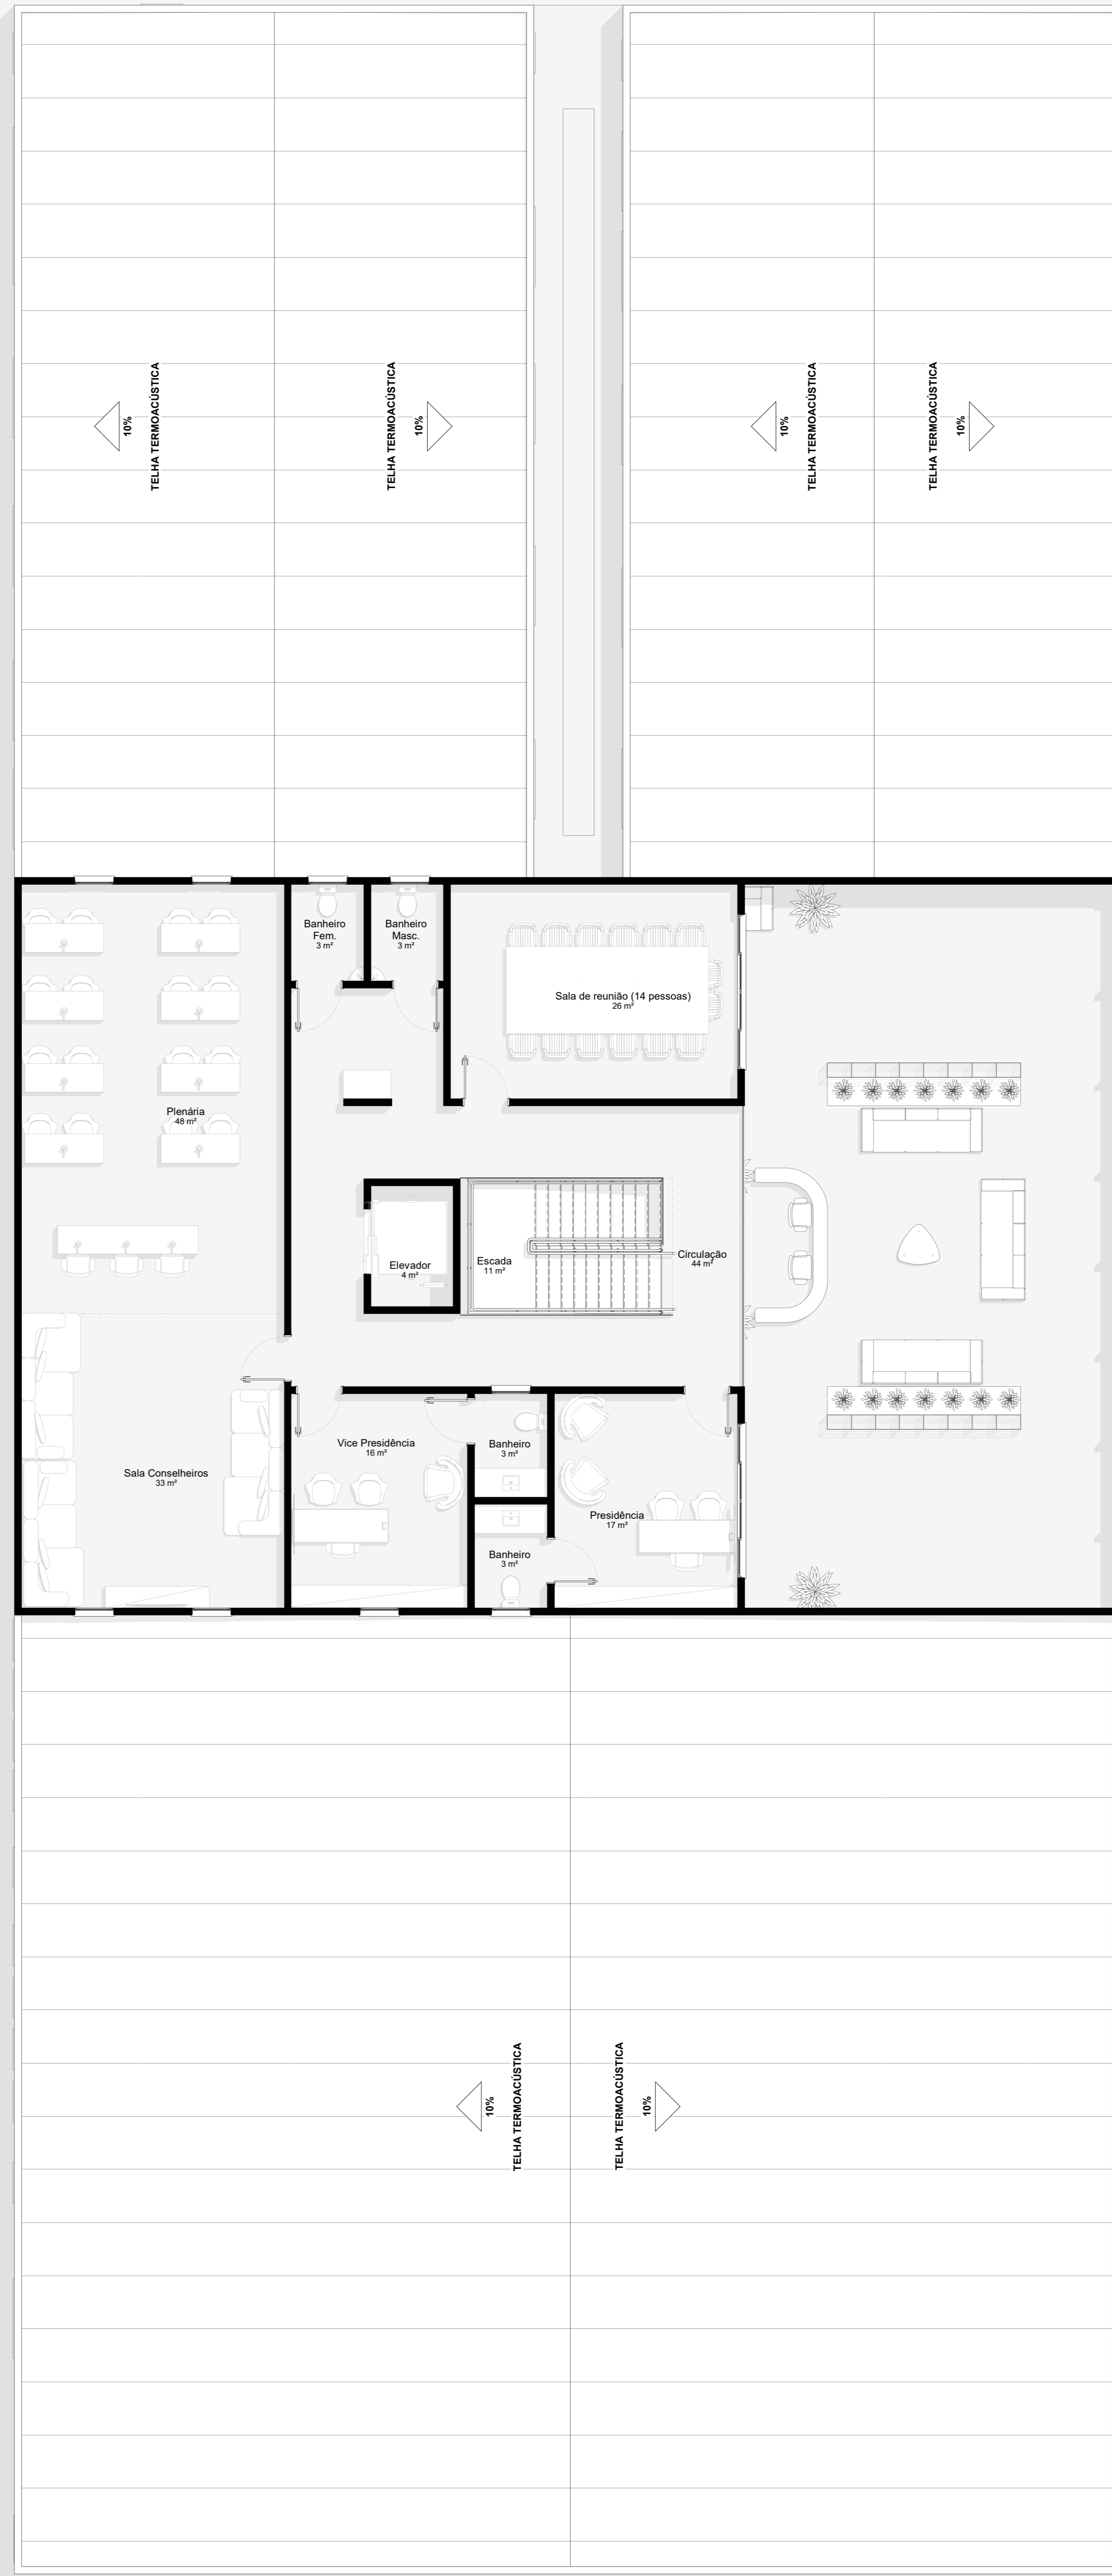 TELHA TERMOACÚSTICA
10%
TELHA TERMOACÚSTICA
10%
TELHA TERMOACÚSTICA
10%
TELHA TERMOACÚSTICA
10%
Banheiro
Fem.
3 m²
Banheiro
Masc.
3 m²
Sala de reunião (14 pessoas)
26 m²
Plenária
48 m²
Elevador
4 m²
Escada
11 m²
Circulação
44 m²
Vice Presidência
16 m²
Banheiro
3 m²
Sala Conselheiros
33 m²
Presidência
17 m²
Banheiro
3 m²
10%
TELHA TERMOACÚSTICA
TELHA TERMOACÚSTICA
10%